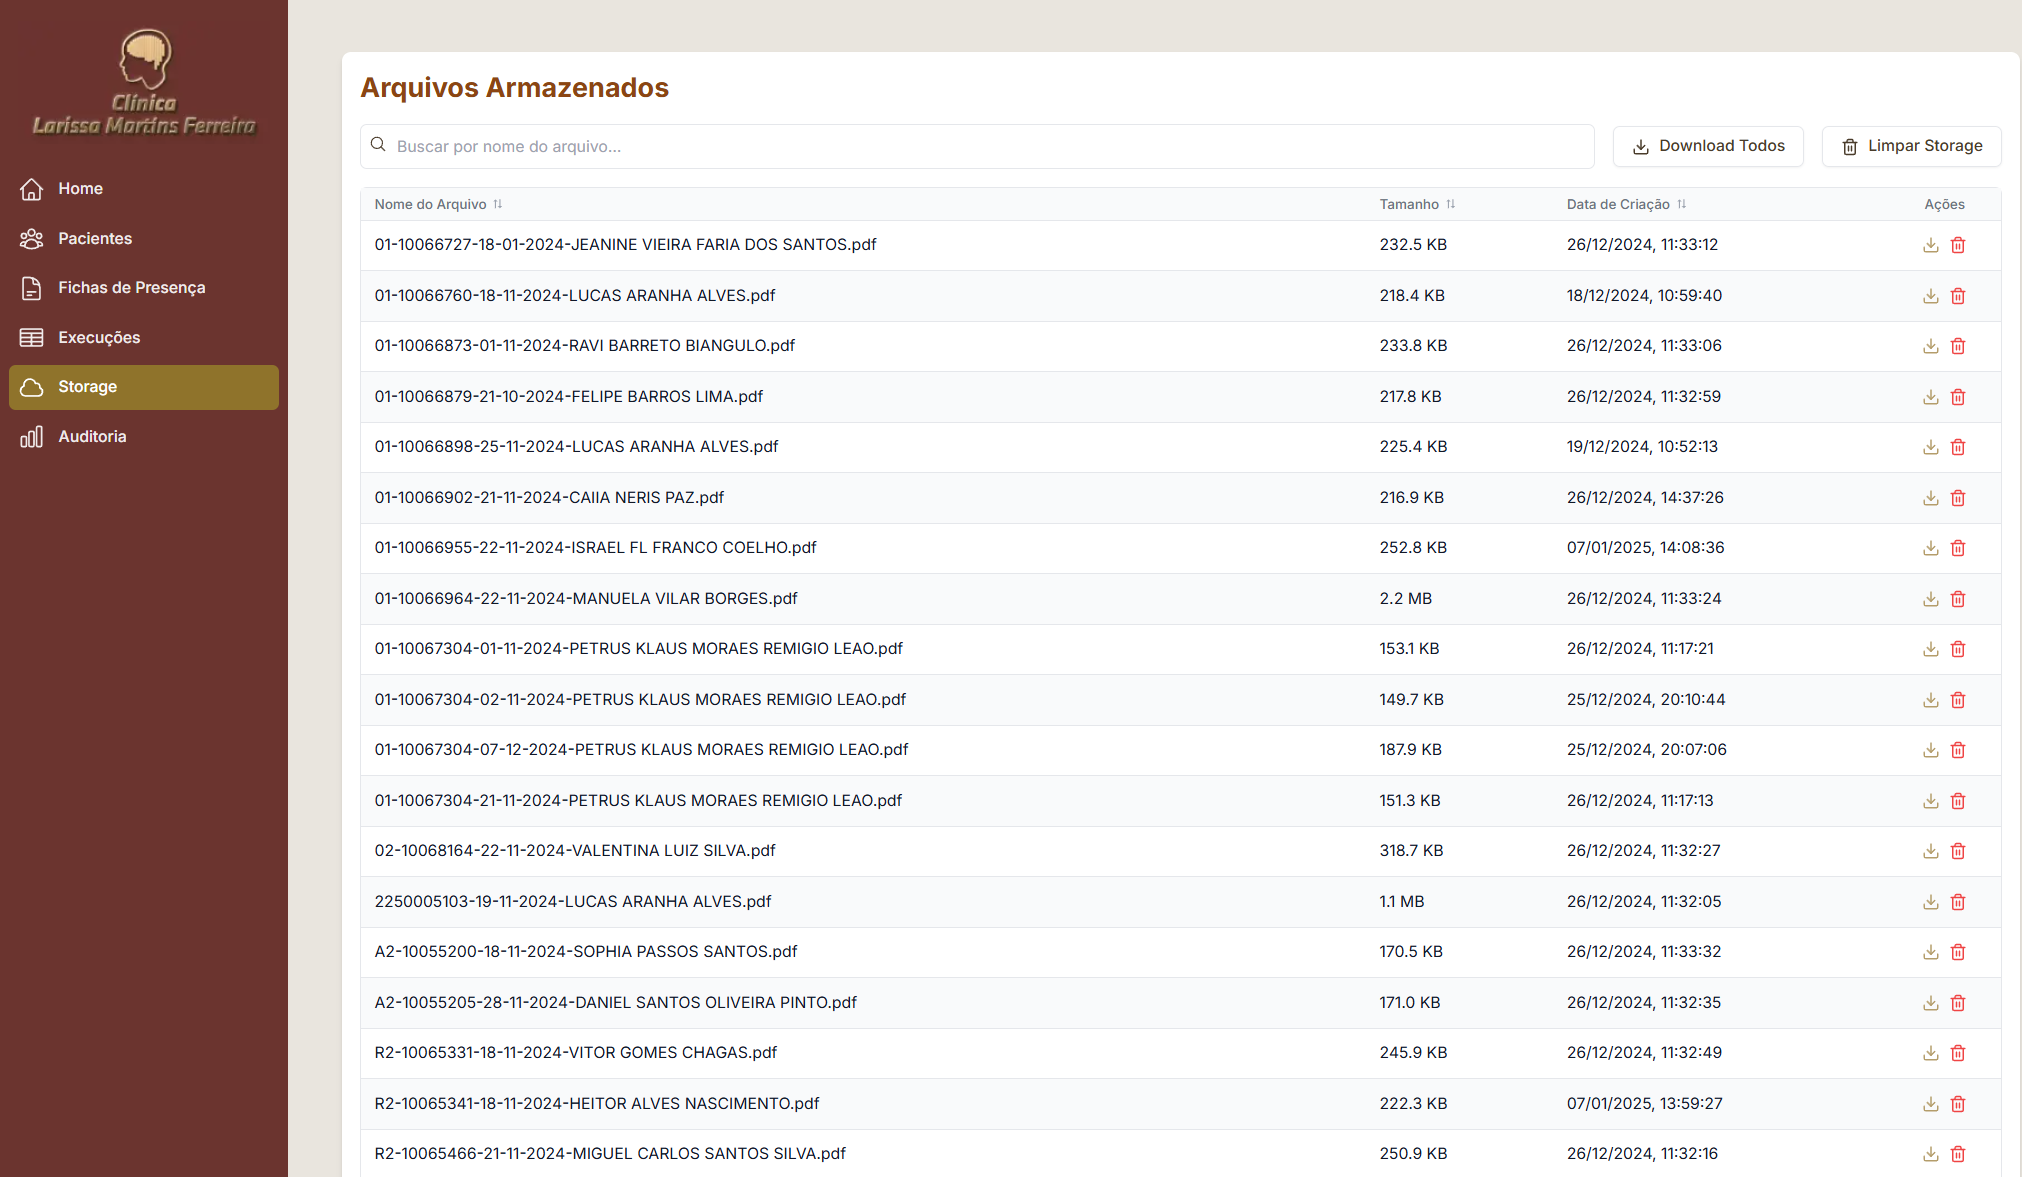 Clínica
Larissa Martins Ferreira
Home
Pacientes
Fichas de Presença
Execuções
Storage
Auditoria
Arquivos Armazenados
Buscar por nome do arquivo...
Download Todos
Limpar Storage
Nome do Arquivo Tamanho Data de Criação Ações
01-10066727-18-01-2024-JEANINE VIEIRA FARIA DOS SANTOS.pdf 232.5 KB 26/12/2024, 11:33:12
01-10066760-18-11-2024-LUCAS ARANHA ALVES.pdf 218.4 KB 18/12/2024, 10:59:40
01-10066873-01-11-2024-RAVI BARRETO BIANGULO.pdf 233.8 KB 26/12/2024, 11:33:06
01-10066879-21-10-2024-FELIPE BARROS LIMA.pdf 217.8 KB 26/12/2024, 11:32:59
01-10066898-25-11-2024-LUCAS ARANHA ALVES.pdf 225.4 KB 19/12/2024, 10:52:13
01-10066902-21-11-2024-CAIIA NERIS PAZ.pdf 216.9 KB 26/12/2024, 14:37:26
01-10066955-22-11-2024-ISRAEL FL FRANCO COELHO.pdf 252.8 KB 07/01/2025, 14:08:36
01-10066964-22-11-2024-MANUELA VILAR BORGES.pdf 2.2 MB 26/12/2024, 11:33:24
01-10067304-01-11-2024-PETRUS KLAUS MORAES REMIGIO LEAO.pdf 153.1 KB 26/12/2024, 11:17:21
01-10067304-02-11-2024-PETRUS KLAUS MORAES REMIGIO LEAO.pdf 149.7 KB 25/12/2024, 20:10:44
01-10067304-07-12-2024-PETRUS KLAUS MORAES REMIGIO LEAO.pdf 187.9 KB 25/12/2024, 20:07:06
01-10067304-21-11-2024-PETRUS KLAUS MORAES REMIGIO LEAO.pdf 151.3 KB 26/12/2024, 11:17:13
02-10068164-22-11-2024-VALENTINA LUIZ SILVA.pdf 318.7 KB 26/12/2024, 11:32:27
2250005103-19-11-2024-LUCAS ARANHA ALVES.pdf 1.1 MB 26/12/2024, 11:32:05
A2-10055200-18-11-2024-SOPHIA PASSOS SANTOS.pdf 170.5 KB 26/12/2024, 11:33:32
A2-10055205-28-11-2024-DANIEL SANTOS OLIVEIRA PINTO.pdf 171.0 KB 26/12/2024, 11:32:35
R2-10065331-18-11-2024-VITOR GOMES CHAGAS.pdf 245.9 KB 26/12/2024, 11:32:49
R2-10065341-18-11-2024-HEITOR ALVES NASCIMENTO.pdf 222.3 KB 07/01/2025, 13:59:27
R2-10065466-21-11-2024-MIGUEL CARLOS SANTOS SILVA.pdf 250.9 KB 26/12/2024, 11:32:16